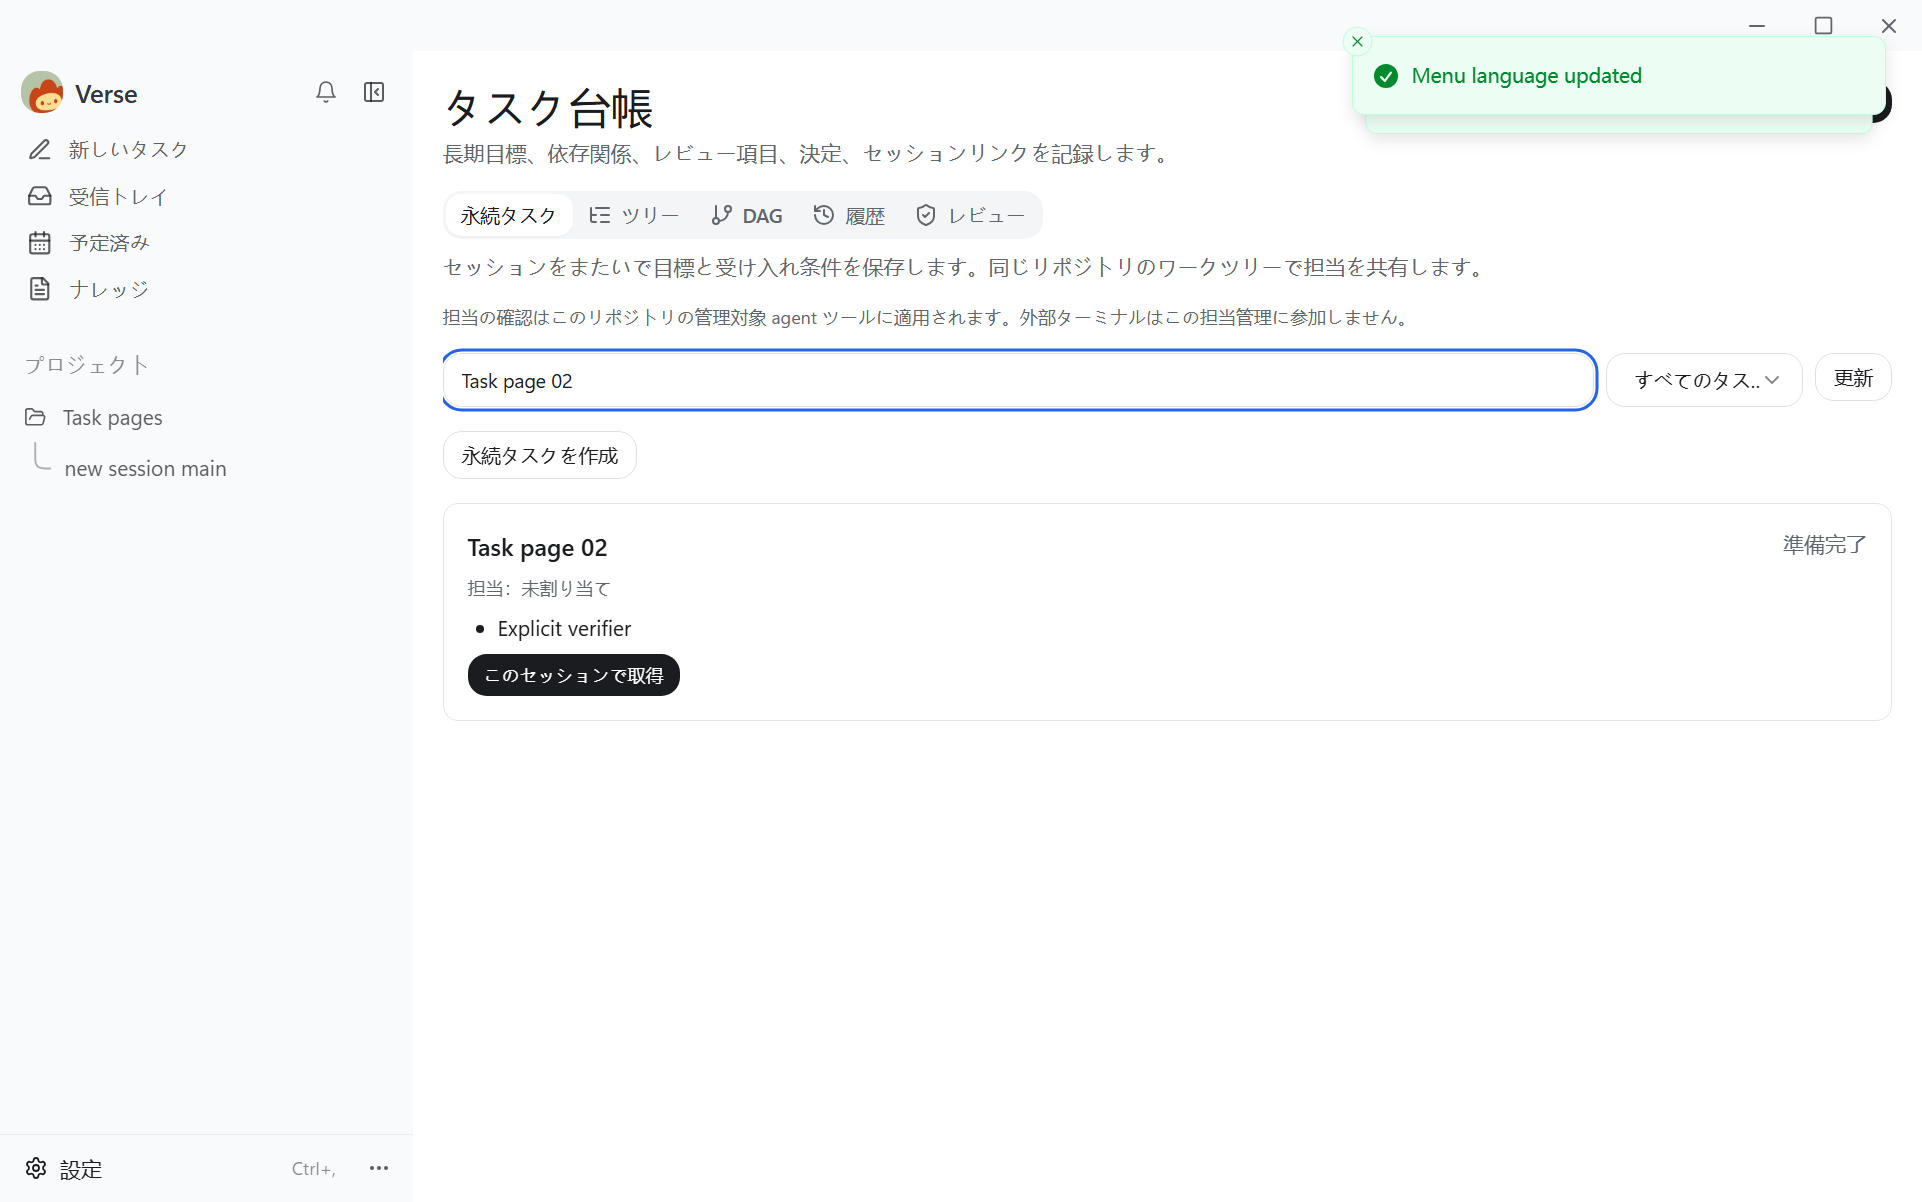 Verse
新しいタスク
受信トレイ
予定済み
ナレッジ
プロジェクト
Task pages
new session main
設定
Ctrl+,
Menu language updated
タスク台帳
長期目標、依存関係、レビュー項目、決定、セッションリンクを記録します。
永続タスク ツリー DAG 履歴 レビュー
セッションをまたいで目標と受け入れ条件を保存します。同じリポジトリのワークツリーで担当を共有します。
担当の確認はこのリポジトリの管理対象 agent ツールに適用されます。外部ターミナルはこの担当管理に参加しません。
Task page 02 すべてのタス.. 更新
永続タスクを作成
Task page 02 準備完了
担当: 未割り当て
Explicit verifier
このセッションで取得